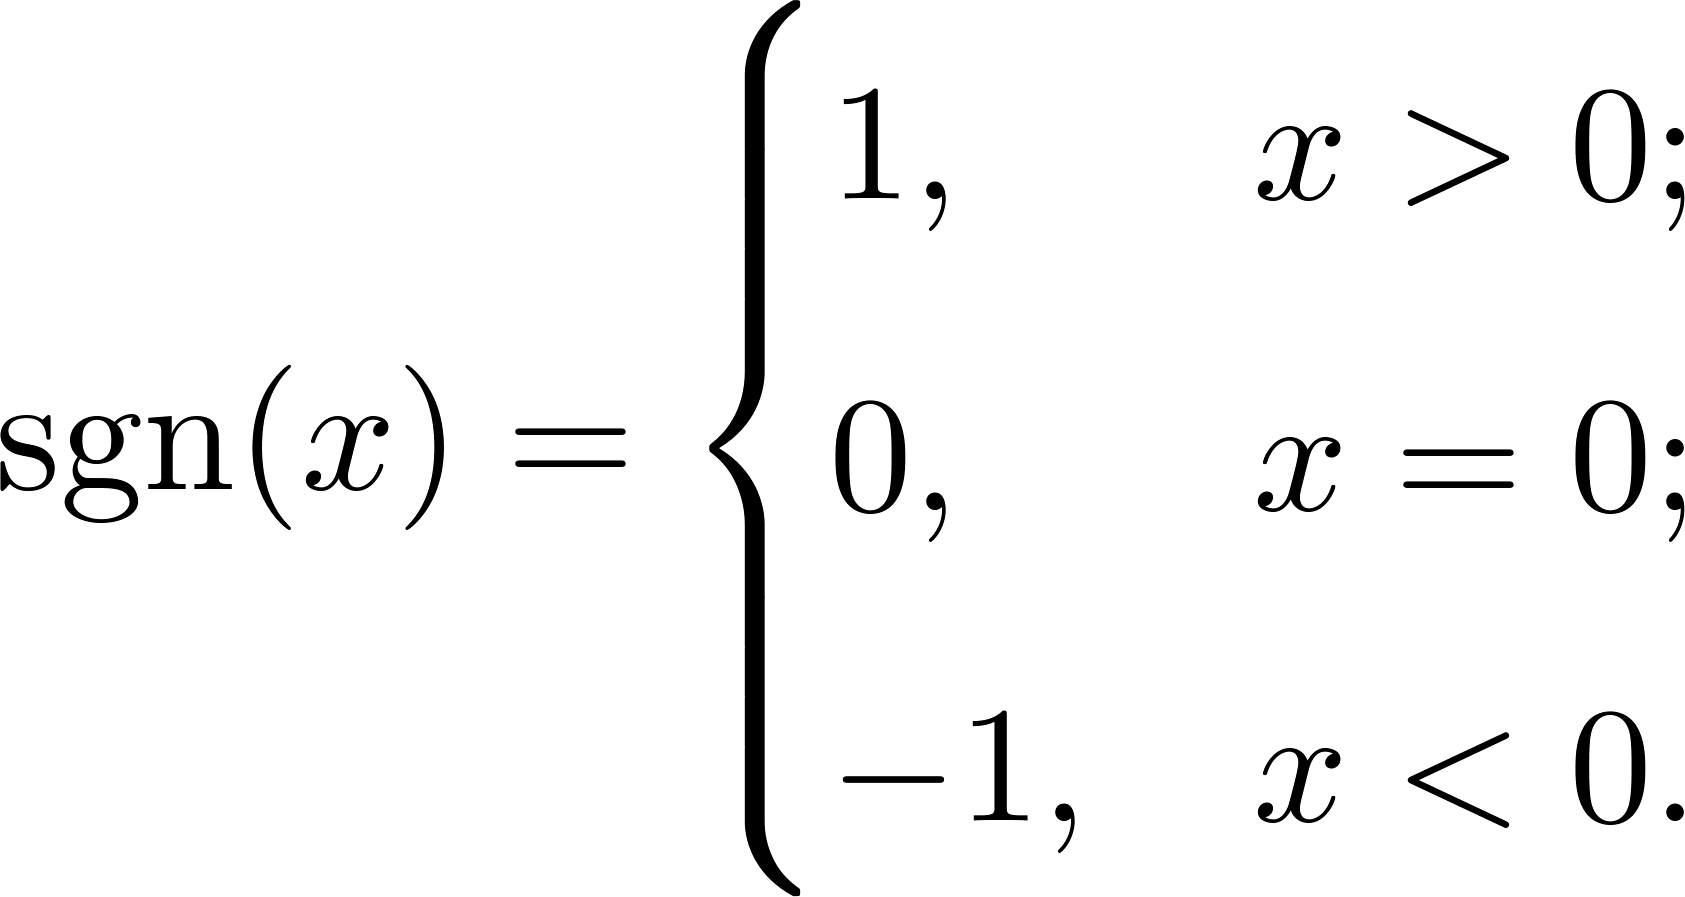 1, x > 0;
sgn(x) = { 0, x = 0;
−1, x < 0.